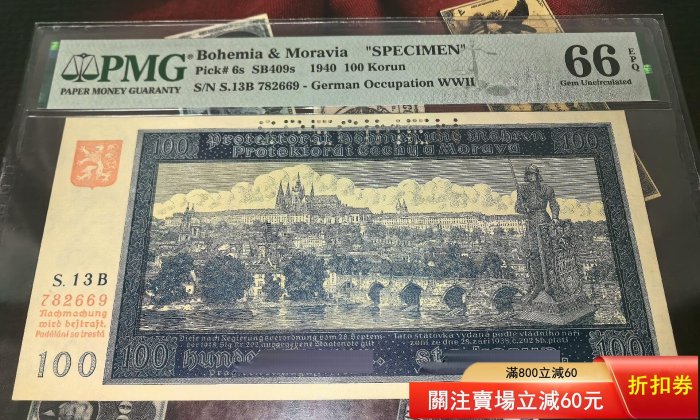 PMG
PAPER MONEY GUARANTY
Bohemia & Moravia "SPECIMEN"
Pick# 6s SB409s 1940 100 Korun
S/N S.13B 782669 - German Occupation WWII
66 EPQ
Gem Uncirculated
100
100
Protektorat Böhmen und Mähren
Protektorát Čechy a Morava
S. 13B
782669
Nachmachung
wird bestraft.
Padělání se trestá
100
hundert
滿800立減60
關注賣場立減60元
折扣券